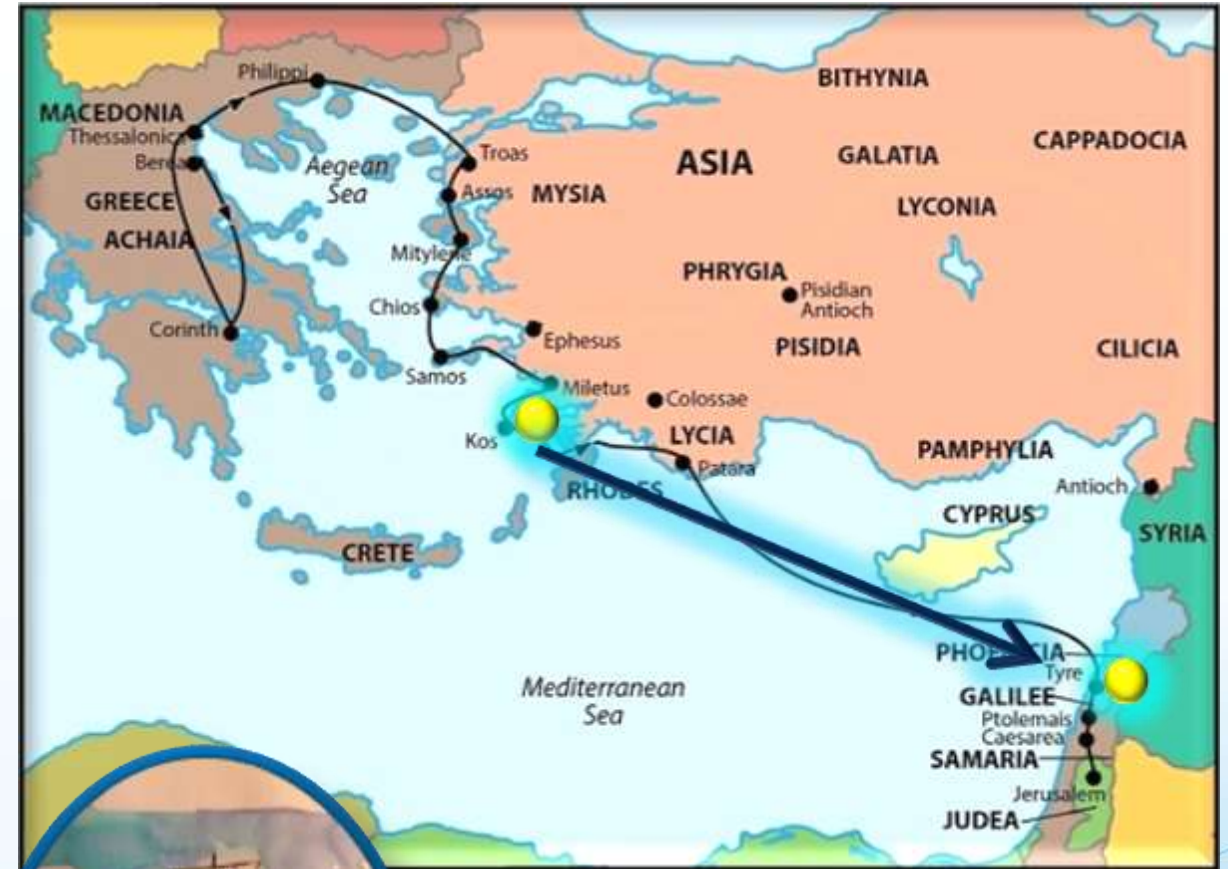 Philippi
MACEDONIA
Thessalonica
Berea
GREECE
ACHAIA
Corinth
Aegean
Sea
Troas
Assos
Mitylene
Chios
Samos
Ephesus
Miletus
Kos
MYSIA
ASIA
BITHYNIA
GALATIA
CAPPADOCIA
LYCONIA
PHRYGIA
Pisidian
Antioch
PISIDIA
CILICIA
Colossae
LYCIA
Patara
PAMPHYLIA
RHODES
Antioch
CYPRUS
SYRIA
CRETE
Mediterranean
Sea
PHOENICIA
Tyre
GALILEE
Ptolemais
Caesarea
SAMARIA
Jerusalem
JUDEA